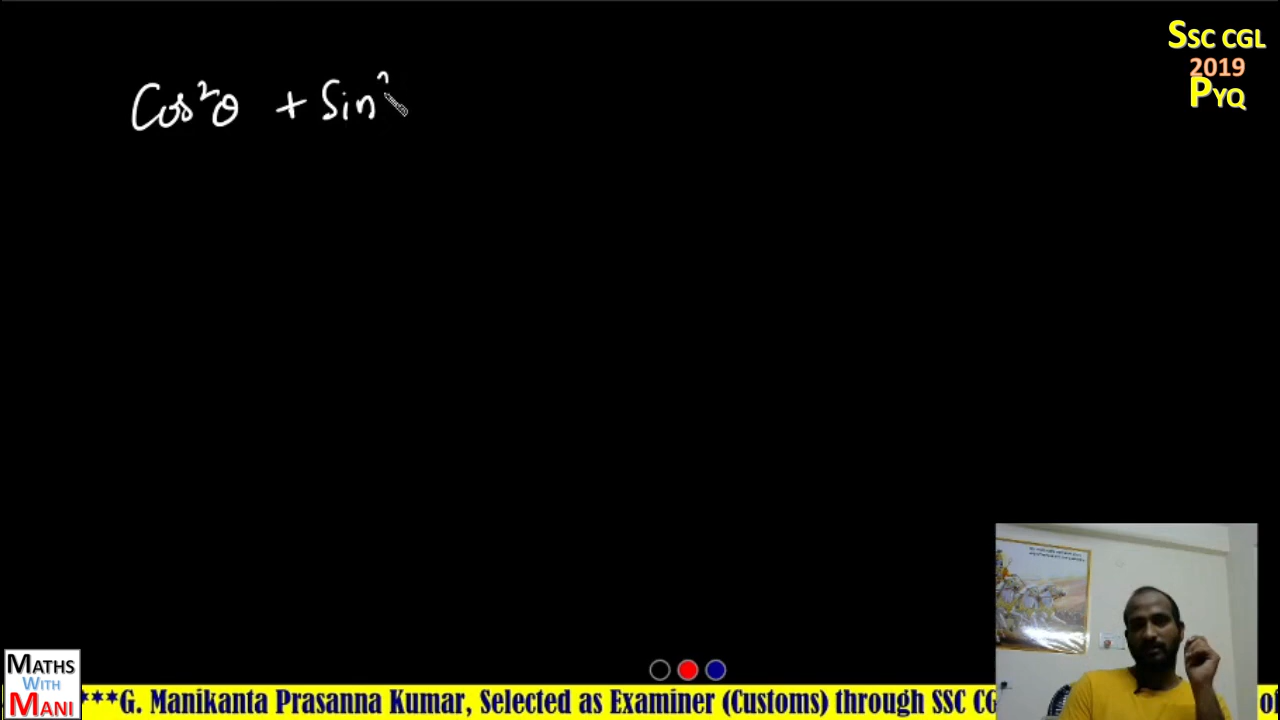 Cos²θ + Sin²
SSC CGL
2019
PYQ
MATHS
WITH
MANI
***G. Manikanta Prasanna Kumar, Selected as Examiner (Customs) through SSC CG of